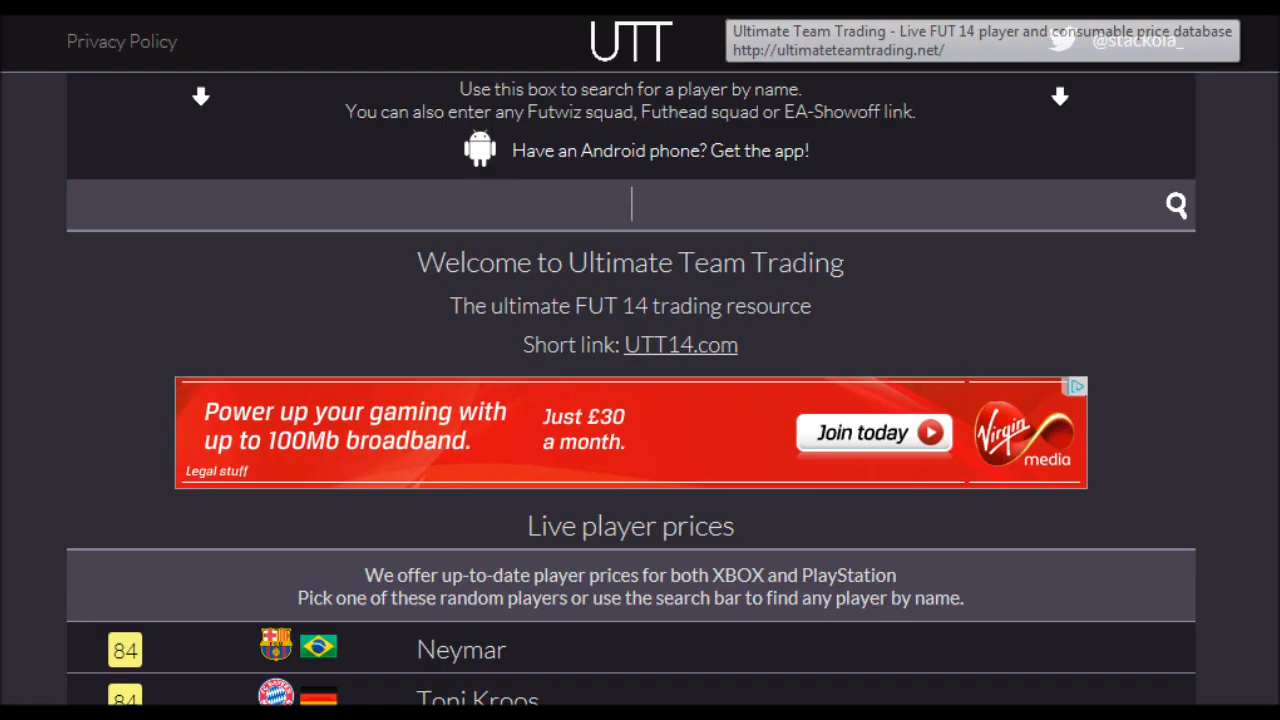 Privacy Policy
UTT
Ultimate Team Trading - Live FUT 14 player and consumable price database
http://ultimateteamtrading.net/
@stackola_
Use this box to search for a player by name.
You can also enter any Futwiz squad, Futhead squad or EA-Showoff link.
Have an Android phone? Get the app!
Welcome to Ultimate Team Trading
The ultimate FUT 14 trading resource
Short link: UTT14.com
Power up your gaming with
up to 100Mb broadband.
Just £30
a month.
Join today
Virgin
media
Legal stuff
Live player prices
We offer up-to-date player prices for both XBOX and PlayStation
Pick one of these random players or use the search bar to find any player by name.
84
Neymar
84
Toni Kroos